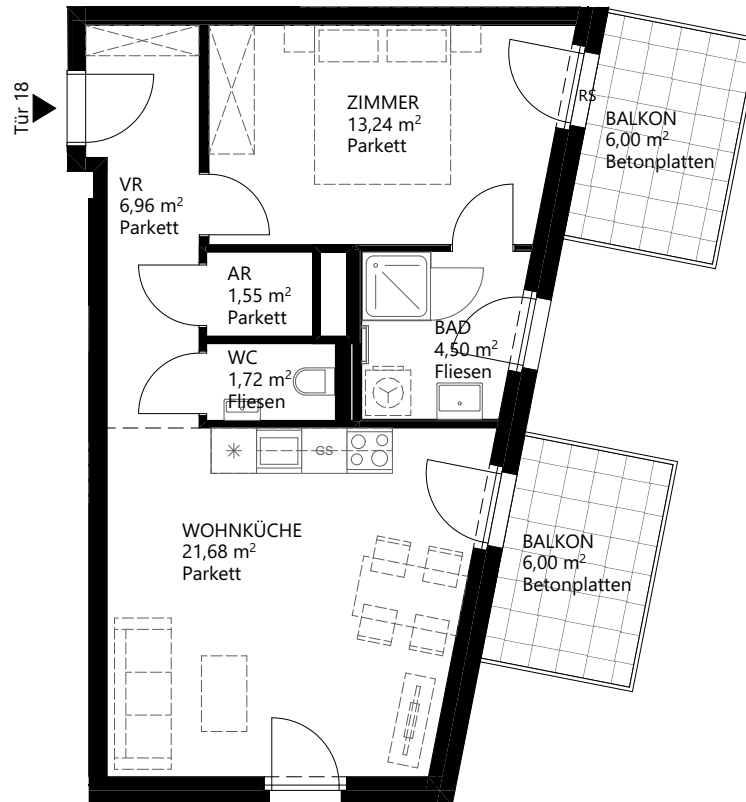 Tür 18
ZIMMER
13,24 m²
Parkett
RS
BALKON
6,00 m²
Betonplatten
VR
6,96 m²
Parkett
AR
1,55 m²
Parkett
BAD
4,50 m²
Fliesen
WC
1,72 m²
Fliesen
GS
WOHNKÜCHE
21,68 m²
Parkett
BALKON
6,00 m²
Betonplatten